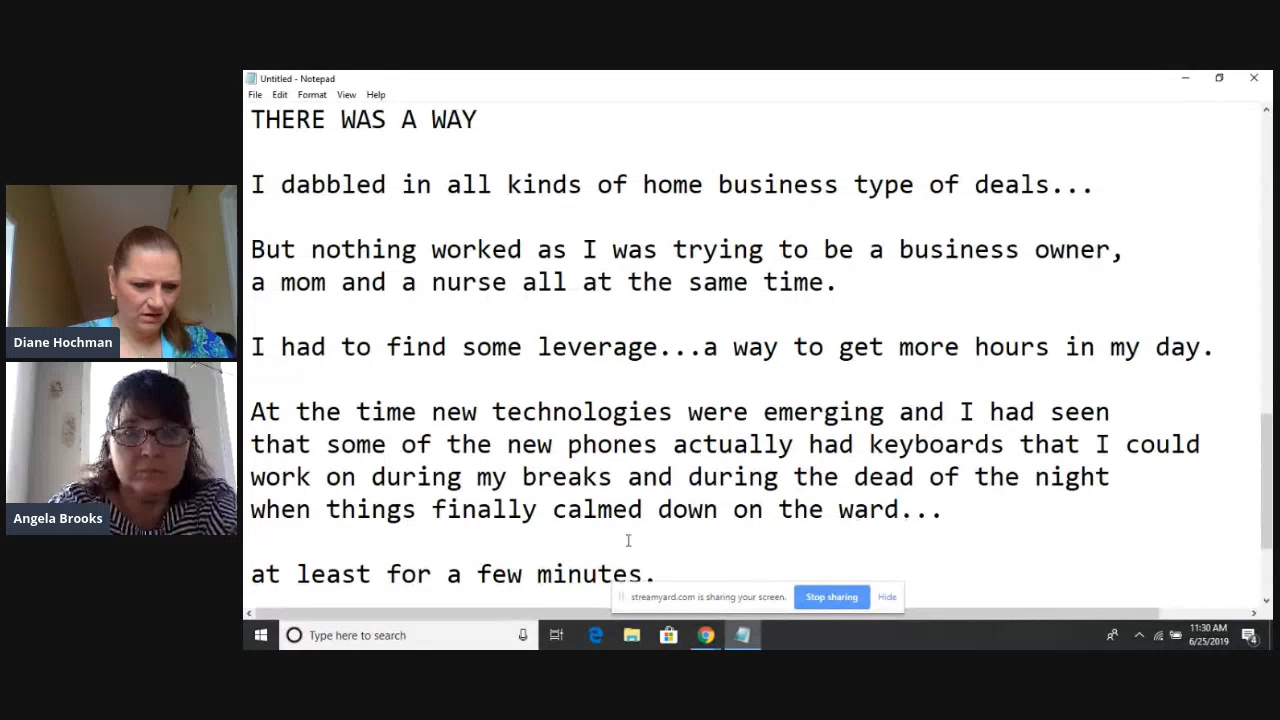 Untitled - Notepad
File Edit Format View Help
THERE WAS A WAY
I dabbled in all kinds of home business type of deals...
But nothing worked as I was trying to be a business owner,
a mom and a nurse all at the same time.
I had to find some leverage...a way to get more hours in my day.
At the time new technologies were emerging and I had seen
that some of the new phones actually had keyboards that I could
work on during my breaks and during the dead of the night
when things finally calmed down on the ward...
at least for a few minutes.
Diane Hochman
Angela Brooks
streamyard.com is sharing your screen. Stop sharing Hide
Type here to search
11:30 AM
6/25/2019
4